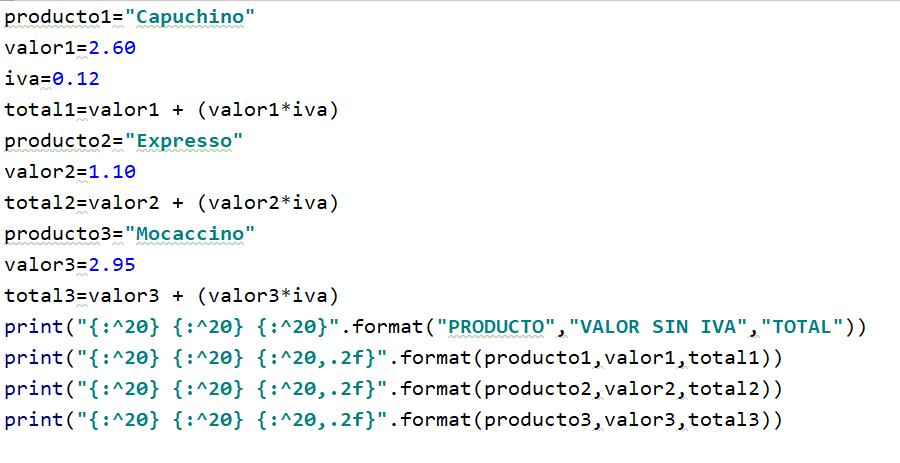 producto1="Capuchino"
valor1=2.60
iva=0.12
total1=valor1 + (valor1*iva)
producto2="Expresso"
valor2=1.10
total2=valor2 + (valor2*iva)
producto3="Mocaccino"
valor3=2.95
total3=valor3 + (valor3*iva)
print("{:^20} {:^20} {:^20}".format("PRODUCTO","VALOR SIN IVA","TOTAL"))
print("{:^20} {:^20} {:^20,.2f}".format(producto1,valor1,total1))
print("{:^20} {:^20} {:^20,.2f}".format(producto2,valor2,total2))
print("{:^20} {:^20} {:^20,.2f}".format(producto3,valor3,total3))